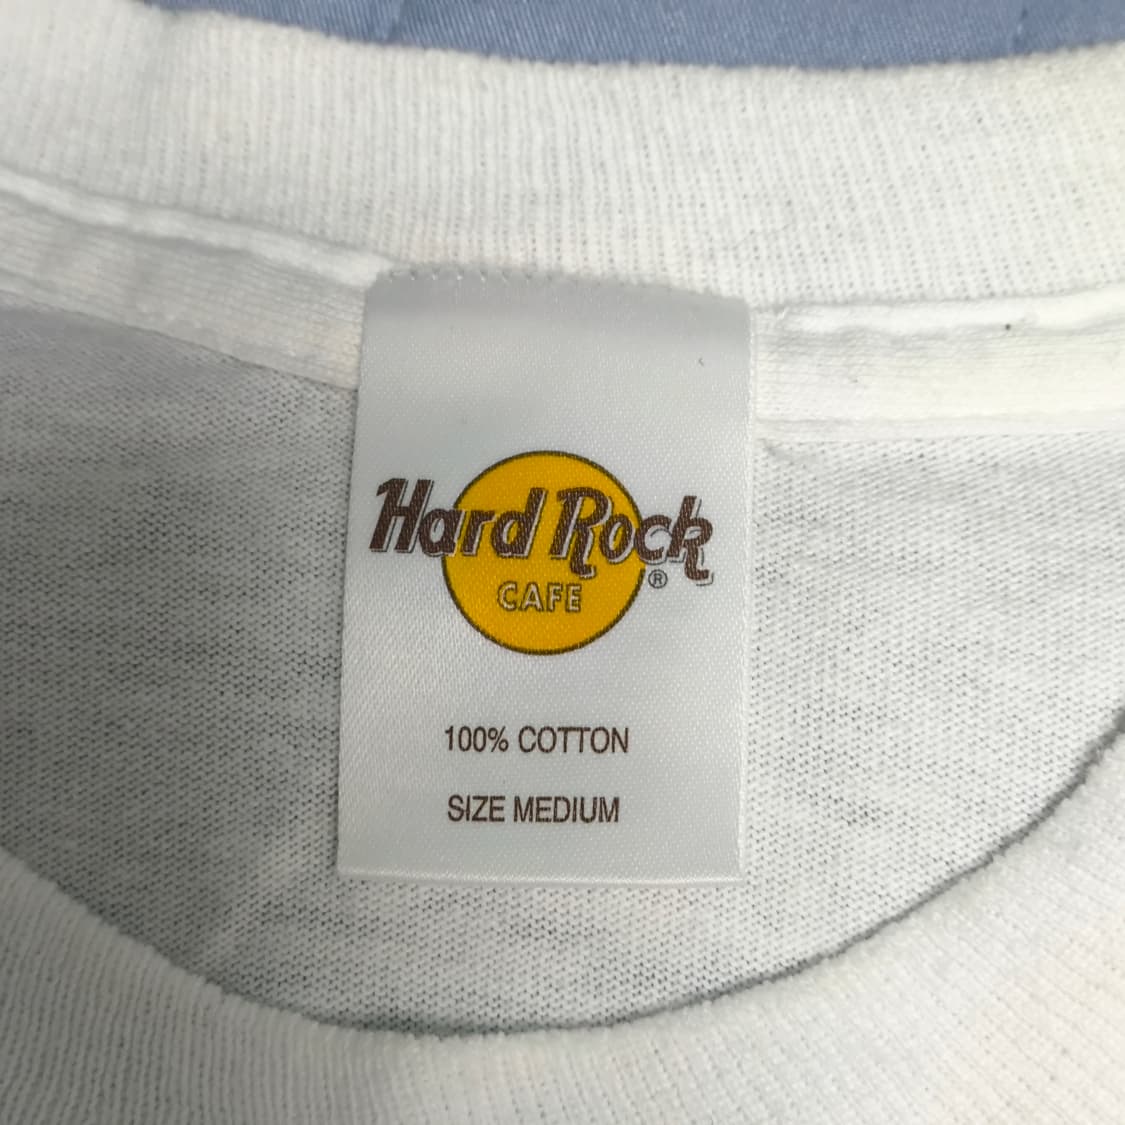 Hard Rock
CAFE
®
100% COTTON
SIZE MEDIUM